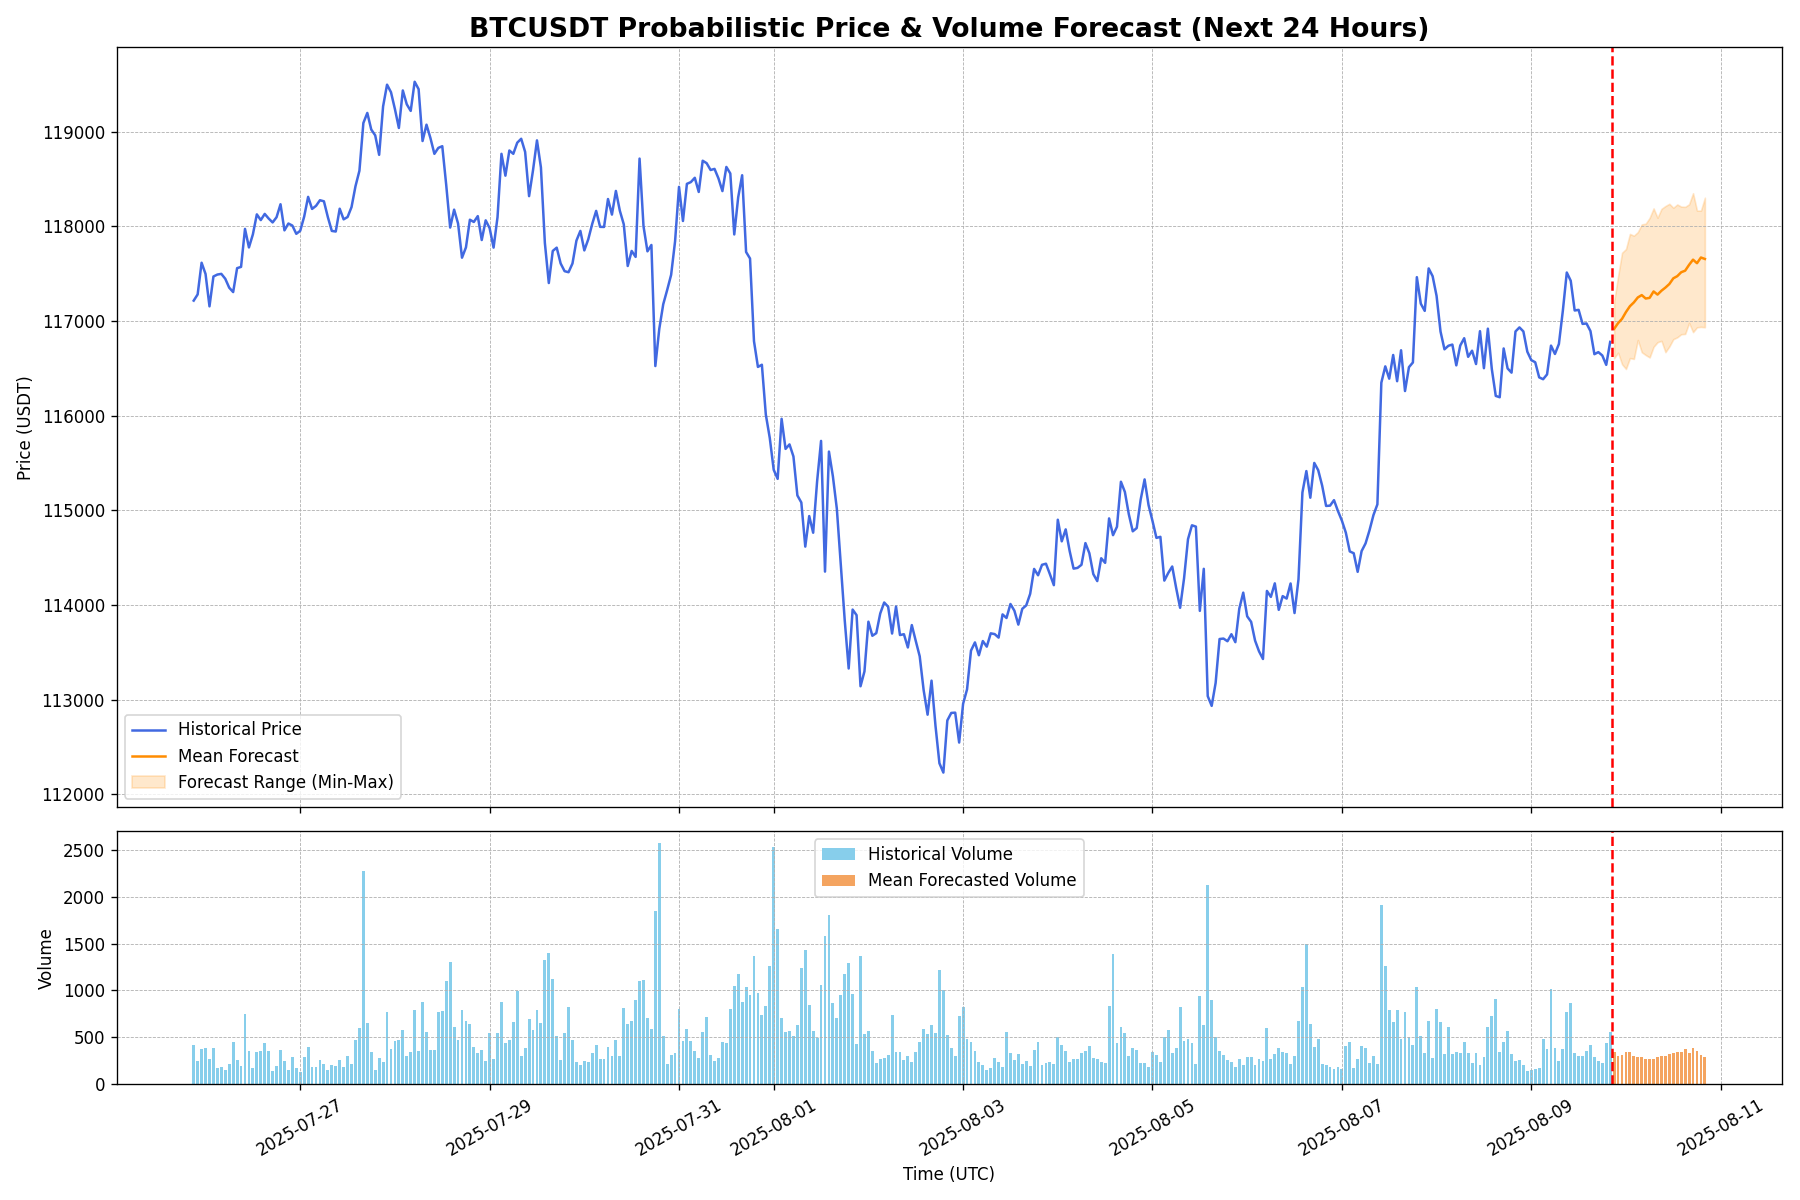 BTCUSDT Probabilistic Price & Volume Forecast (Next 24 Hours)
Price (USDT)
119000
118000
117000
116000
115000
114000
113000
112000
Historical Price
Mean Forecast
Forecast Range (Min-Max)
Volume
2500
2000
1500
1000
500
0
Historical Volume
Mean Forecasted Volume
2025-07-27
2025-07-29
2025-07-31
2025-08-01
2025-08-03
2025-08-05
2025-08-07
2025-08-09
2025-08-11
Time (UTC)